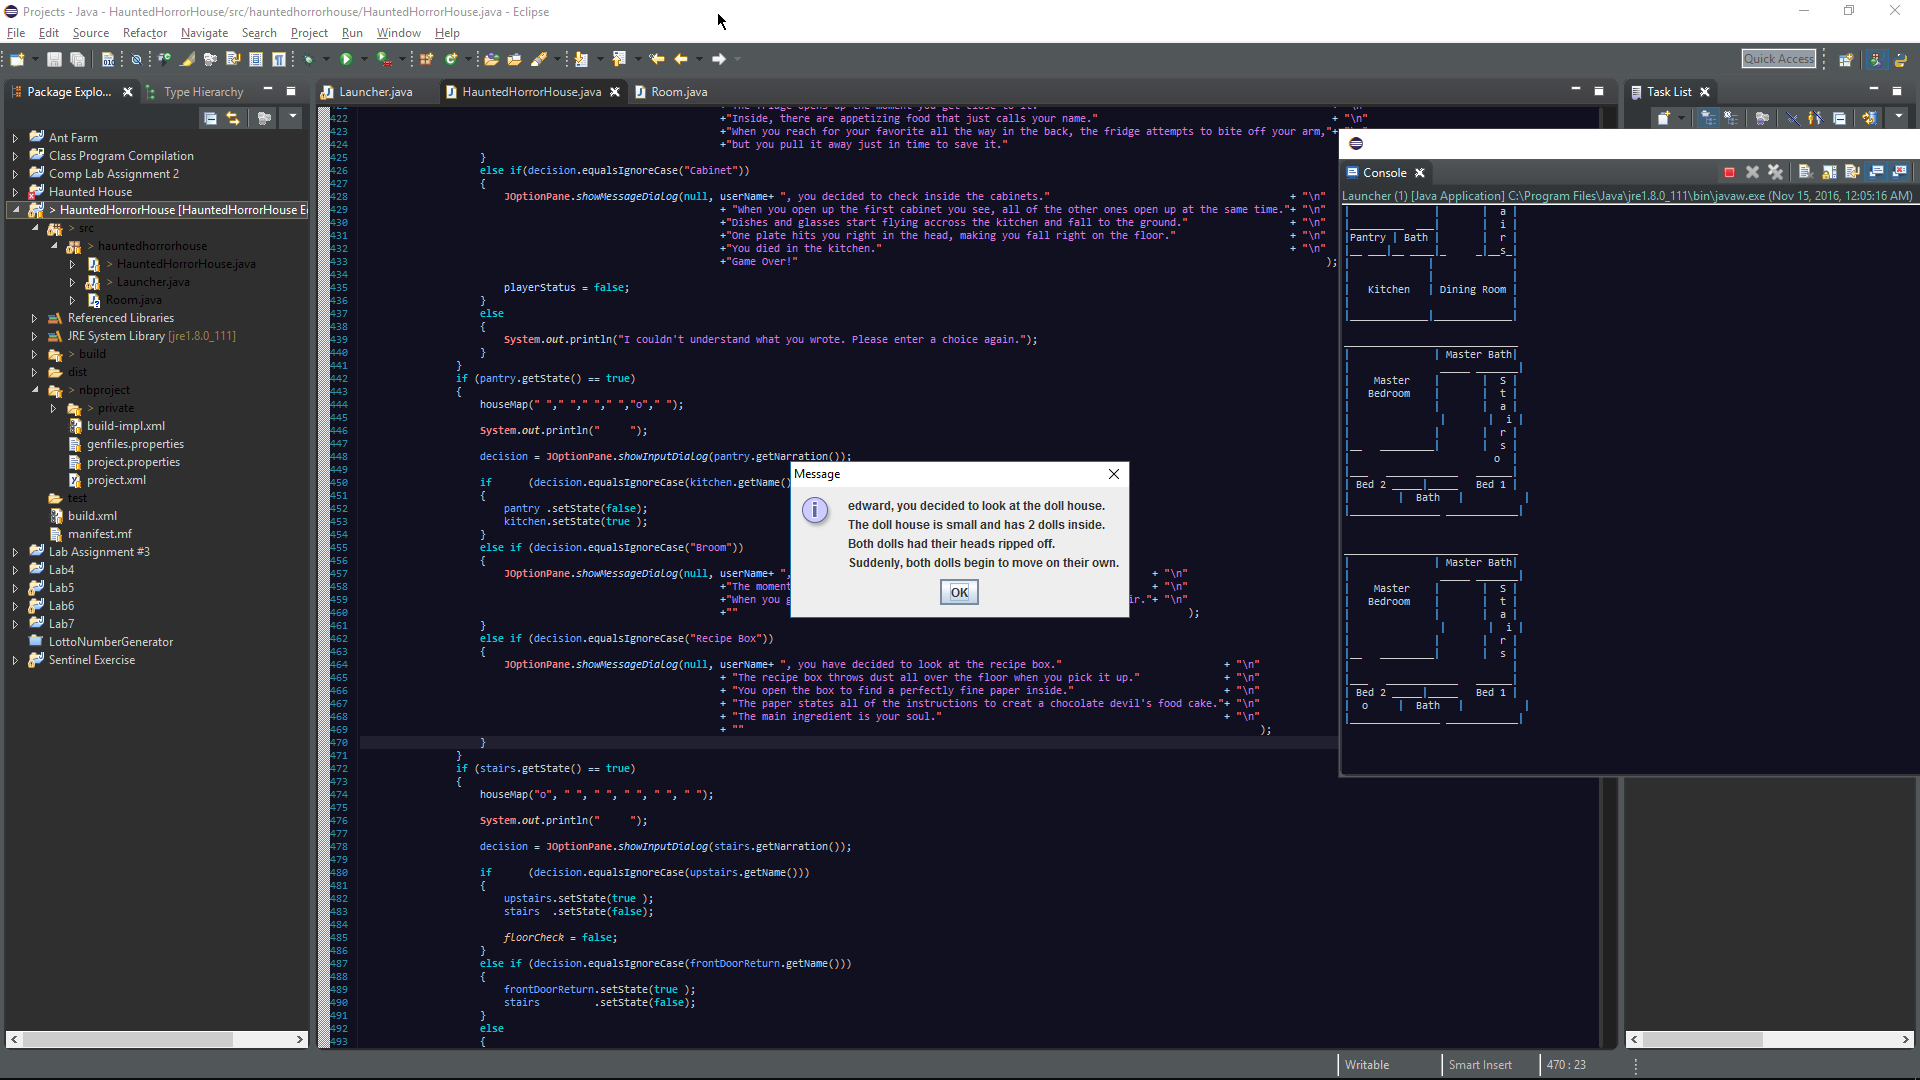 Projects - Java - HauntedHorrorHouse/src/hauntedhorrorhouse/HauntedHorrorHouse.java - Eclipse
File Edit Source Refactor Navigate Search Project Run Window Help
Quick Access
Package Explo...
Type Hierarchy
Launcher.java
HauntedHorrorHouse.java
Room.java
Task List
Ant Farm
Class Program Compilation
Comp Lab Assignment 2
Haunted House
> HauntedHorrorHouse [HauntedHorrorHouse E
> src
> hauntedhorrorhouse
> HauntedHorrorHouse.java
> Launcher.java
Room.java
Referenced Libraries
JRE System Library [jre1.8.0_111]
> build
dist
> nbproject
> private
build-impl.xml
genfiles.properties
project.properties
project.xml
test
build.xml
manifest.mf
Lab Assignment #3
Lab4
Lab5
Lab6
Lab7
LottoNumberGenerator
Sentinel Exercise
421 +"The fridge opens up the moment you get close to it." + "\n"
422 +"Inside, there are appetizing food that just calls your name." + "\n"
423 +"When you reach for your favorite all the way in the back, the fridge attempts to bite off your arm,"+
424 +"but you pull it away just in time to save it."
425 }
426 else if(decision.equalsIgnoreCase("Cabinet"))
427 {
428 JOptionPane.showMessageDialog(null, userName+ ", you decided to check inside the cabinets." + "\n"
429 + "When you open up the first cabinet you see, all of the other ones open up at the same time."+ "\n"
430 +"Dishes and glasses start flying accross the kitchen and fall to the ground." + "\n"
431 +"One plate hits you right in the head, making you fall right on the floor." + "\n"
432 +"You died in the kitchen." + "\n"
433 +"Game Over!" );
434
435 playerStatus = false;
436 }
437 else
438 {
439 System.out.println("I couldn't understand what you wrote. Please enter a choice again.");
440 }
441 }
442 if (pantry.getState() == true)
443 {
444 houseMap(" "," "," "," ","o"," ");
445
446 System.out.println("     ");
447
448 decision = JOptionPane.showInputDialog(pantry.getNarration());
449
450 if (decision.equalsIgnoreCase(kitchen.getName()
451 {
452 pantry .setState(false);
453 kitchen.setState(true );
454 }
455 else if (decision.equalsIgnoreCase("Broom"))
456 {
457 JOptionPane.showMessageDialog(null, userName+ ", + "\n"
458 +"The moment + "\n"
459 +"When you g ir."+ "\n"
460 +"" );
461 }
462 else if (decision.equalsIgnoreCase("Recipe Box"))
463 {
464 JOptionPane.showMessageDialog(null, userName+ ", you have decided to look at the recipe box." + "\n"
465 + "The recipe box throws dust all over the floor when you pick it up." + "\n"
466 + "You open the box to find a perfectly fine paper inside." + "\n"
467 + "The paper states all of the instructions to creat a chocolate devil's food cake."+ "\n"
468 + "The main ingredient is your soul." + "\n"
469 + "" );
470 }
471 }
472 if (stairs.getState() == true)
473 {
474 houseMap("o", " ", " ", " ", " ", " ");
475
476 System.out.println("     ");
477
478 decision = JOptionPane.showInputDialog(stairs.getNarration());
479
480 if (decision.equalsIgnoreCase(upstairs.getName()))
481 {
482 upstairs.setState(true );
483 stairs .setState(false);
484
485 floorCheck = false;
486 }
487 else if (decision.equalsIgnoreCase(frontDoorReturn.getName()))
488 {
489 frontDoorReturn.setState(true );
490 stairs .setState(false);
491 }
492 else
493 {
Message
edward, you decided to look at the doll house.
The doll house is small and has 2 dolls inside.
Both dolls had their heads ripped off.
Suddenly, both dolls begin to move on their own.
OK
Console
Launcher (1) [Java Application] C:\Program Files\Java\jre1.8.0_111\bin\javaw.exe (Nov 15, 2016, 12:05:16 AM)
a
i
Pantry | Bath r
s
Kitchen | Dining Room
Master Bath
Master S
Bedroom t
a
i
r
s
o
Bed 2 Bed 1
Bath
Master Bath
Master S
Bedroom t
a
i
r
s
Bed 2 Bed 1
o Bath
Writable
Smart Insert
470 : 23